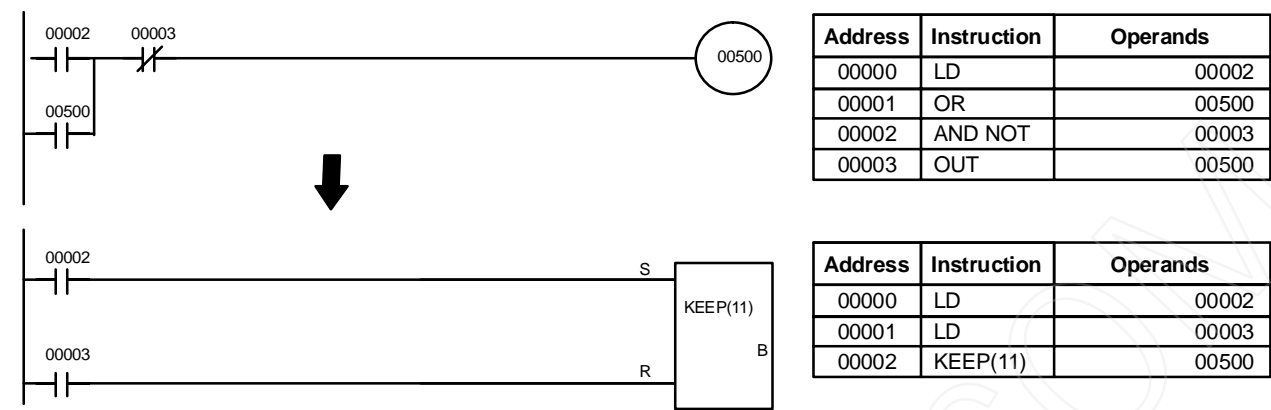 00002 00003
00500
00500
Address Instruction Operands
00000 LD 00002
00001 OR 00500
00002 AND NOT 00003
00003 OUT 00500
00002
S
KEEP(11)
B
00003
R
Address Instruction Operands
00000 LD 00002
00001 LD 00003
00002 KEEP(11) 00500